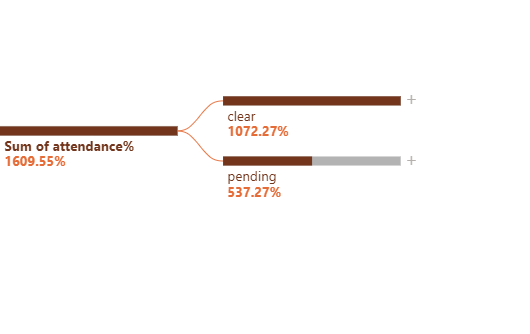 clear
1072.27%
Sum of attendance%
1609.55%
pending
537.27%